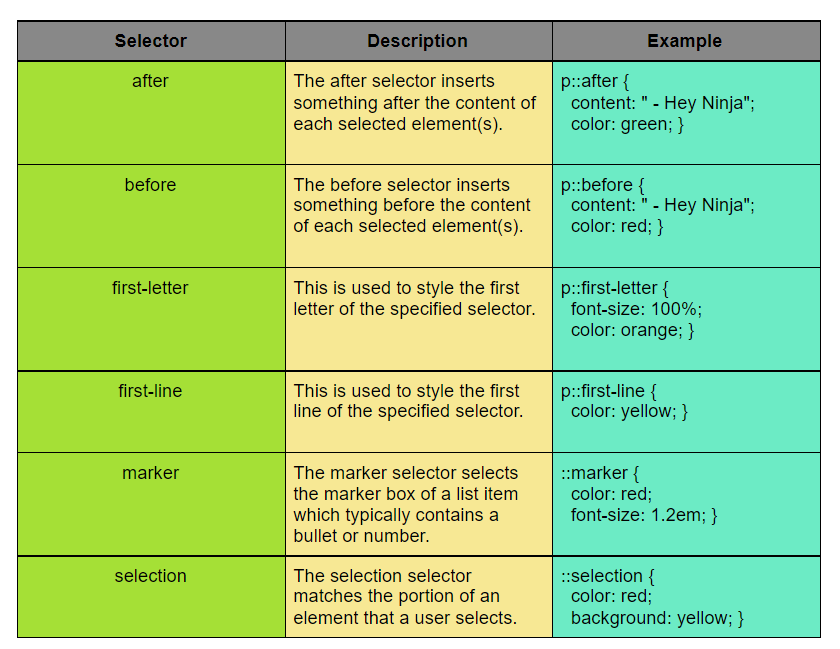 Selector Description Example
after
The after selector inserts
something after the content of
each selected element(s).
p::after {
content: " - Hey Ninja";
color: green; }
before
The before selector inserts
something before the content
of each selected element(s).
p::before {
content: " - Hey Ninja";
color: red; }
first-letter
This is used to style the first
letter of the specified selector.
p::first-letter {
font-size: 100%;
color: orange; }
first-line
This is used to style the first
line of the specified selector.
p::first-line {
color: yellow; }
marker
The marker selector selects
the marker box of a list item
which typically contains a
bullet or number.
::marker {
color: red;
font-size: 1.2em; }
selection
The selection selector
matches the portion of an
element that a user selects.
::selection {
color: red;
background: yellow; }